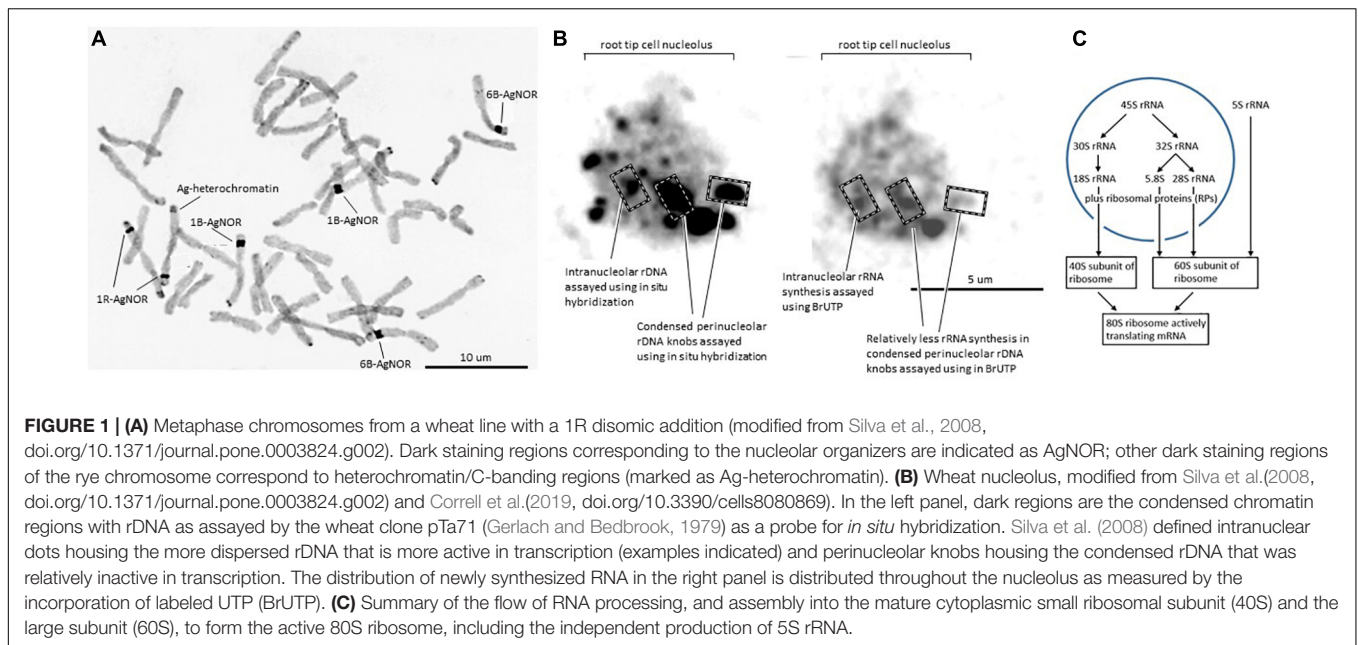 A
6B-AgNOR
Ag-heterochromatin
1B-AgNOR
1B-AgNOR
1R-AgNOR
6B-AgNOR
10 um
B
root tip cell nucleolus
root tip cell nucleolus
Intranucleolar rDNA
assayed using in situ
hybridization
Condensed perinucleolar
rDNA knobs assayed
using in situ hybridization
Intranucleolar rRNA
synthesis assayed
using BrUTP
5 um
Relatively less rRNA synthesis in
condensed perinucleolar rDNA
knobs assayed using in BrUTP
C
45S rRNA
5S rRNA
30S rRNA
32S rRNA
18S rRNA
5.8S 28S rRNA
plus ribosomal proteins (RPs)
40S subunit of
ribosome
60S subunit of
ribosome
80S ribosome actively
translating mRNA
FIGURE 1 | (A) Metaphase chromosomes from a wheat line with a 1R disomic addition (modified from Silva et al., 2008,
doi.org/10.1371/journal.pone.0003824.g002). Dark staining regions corresponding to the nucleolar organizers are indicated as AgNOR; other dark staining regions
of the rye chromosome correspond to heterochromatin/C-banding regions (marked as Ag-heterochromatin). (B) Wheat nucleolus, modified from Silva et al.(2008,
doi.org/10.1371/journal.pone.0003824.g002) and Correll et al.(2019, doi.org/10.3390/cells8080869). In the left panel, dark regions are the condensed chromatin
regions with rDNA as assayed by the wheat clone pTa71 (Gerlach and Bedbrook, 1979) as a probe for in situ hybridization. Silva et al. (2008) defined intranuclear
dots housing the more dispersed rDNA that is more active in transcription (examples indicated) and perinucleolar knobs housing the condensed rDNA that was
relatively inactive in transcription. The distribution of newly synthesized RNA in the right panel is distributed throughout the nucleolus as measured by the
incorporation of labeled UTP (BrUTP). (C) Summary of the flow of RNA processing, and assembly into the mature cytoplasmic small ribosomal subunit (40S) and the
large subunit (60S), to form the active 80S ribosome, including the independent production of 5S rRNA.